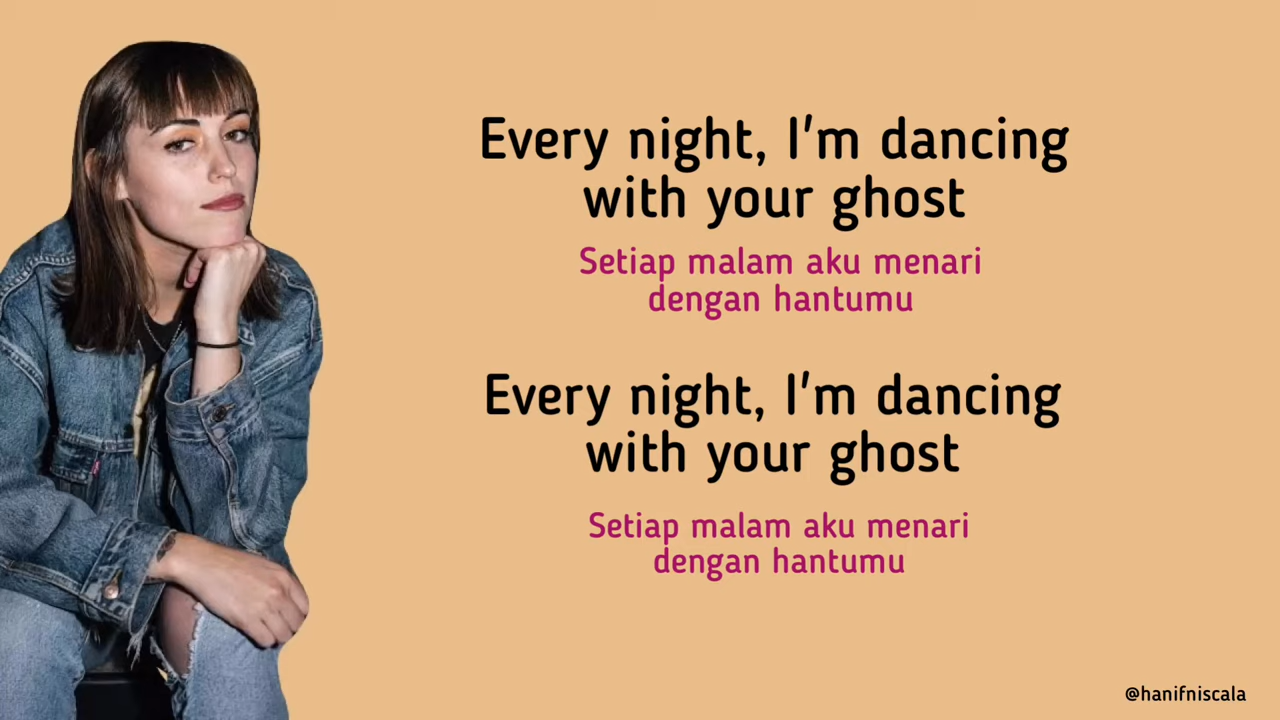 Every night, I'm dancing
with your ghost
Setiap malam aku menari
dengan hantumu
Every night, I'm dancing
with your ghost
Setiap malam aku menari
dengan hantumu
@hanifniscala